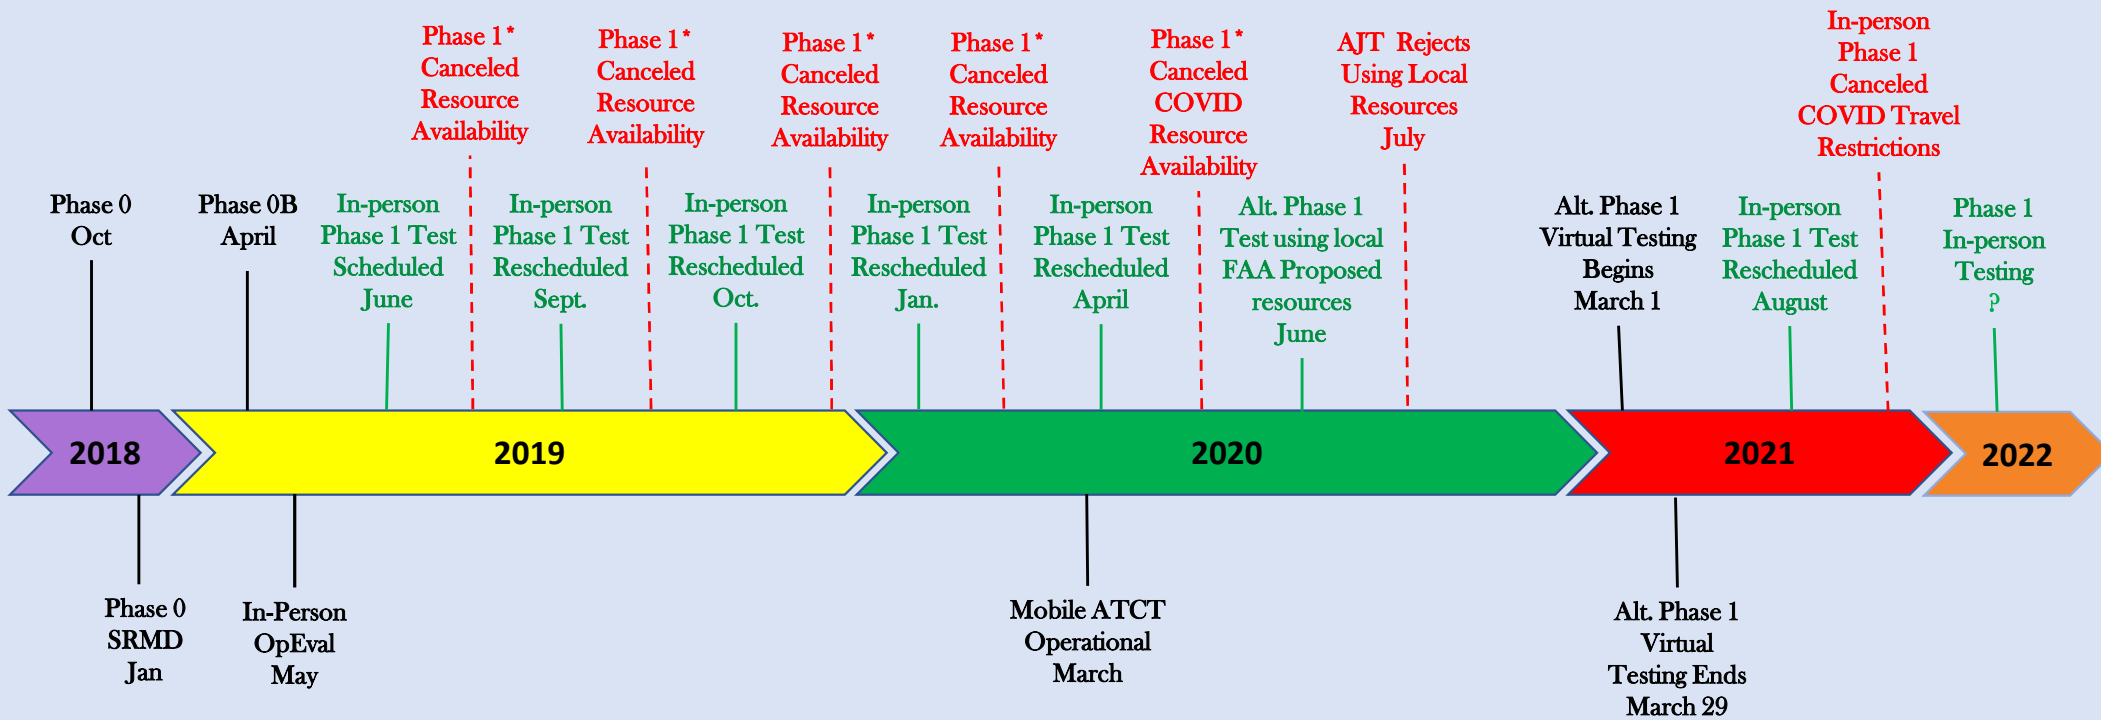 Phase 1*
Canceled
Resource
Availability
Phase 1*
Canceled
Resource
Availability
Phase 1*
Canceled
Resource
Availability
Phase 1*
Canceled
Resource
Availability
Phase 1*
Canceled
COVID
Resource
Availability
AJT Rejects
Using Local
Resources
July
In-person
Phase 1
Canceled
COVID Travel
Restrictions
Phase 0
Oct
Phase 0B
April
In-person
Phase 1 Test
Scheduled
June
In-person
Phase 1 Test
Rescheduled
Sept.
In-person
Phase 1 Test
Rescheduled
Oct.
In-person
Phase 1 Test
Rescheduled
Jan.
In-person
Phase 1 Test
Rescheduled
April
Alt. Phase 1
Test using local
FAA Proposed
resources
June
Alt. Phase 1
Virtual Testing
Begins
March 1
In-person
Phase 1 Test
Rescheduled
August
Phase 1
In-person
Testing
?
2018
2019
2020
2021
2022
Phase 0
SRMD
Jan
In-Person
OpEval
May
Mobile ATCT
Operational
March
Alt. Phase 1
Virtual
Testing Ends
March 29